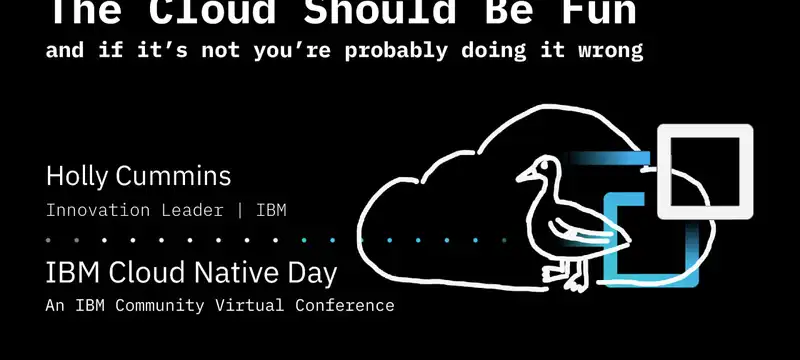 The Cloud Should Be Fun
and if it’s not you’re probably doing it wrong
Holly Cummins
Innovation Leader | IBM
IBM Cloud Native Day
An IBM Community Virtual Conference